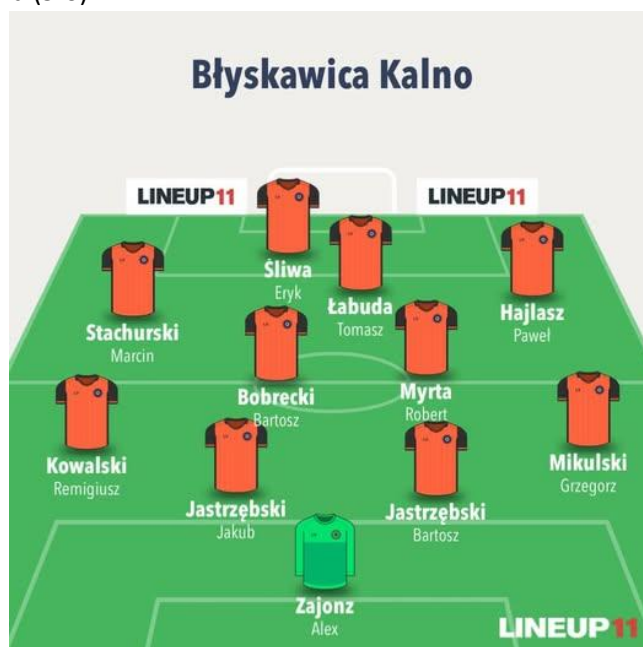 Błyskawica Kalno
LINEUP11
LINEUP11
Śliwa
Eryk
Łabuda
Tomasz
Hajlasz
Paweł
Stachurski
Marcin
Bobrecki
Bartosz
Myrta
Robert
Kowalski
Remigiusz
Mikulski
Grzegorz
Jastrzębski
Jakub
Jastrzębski
Bartosz
Zajonz
Alex
LINEUP11